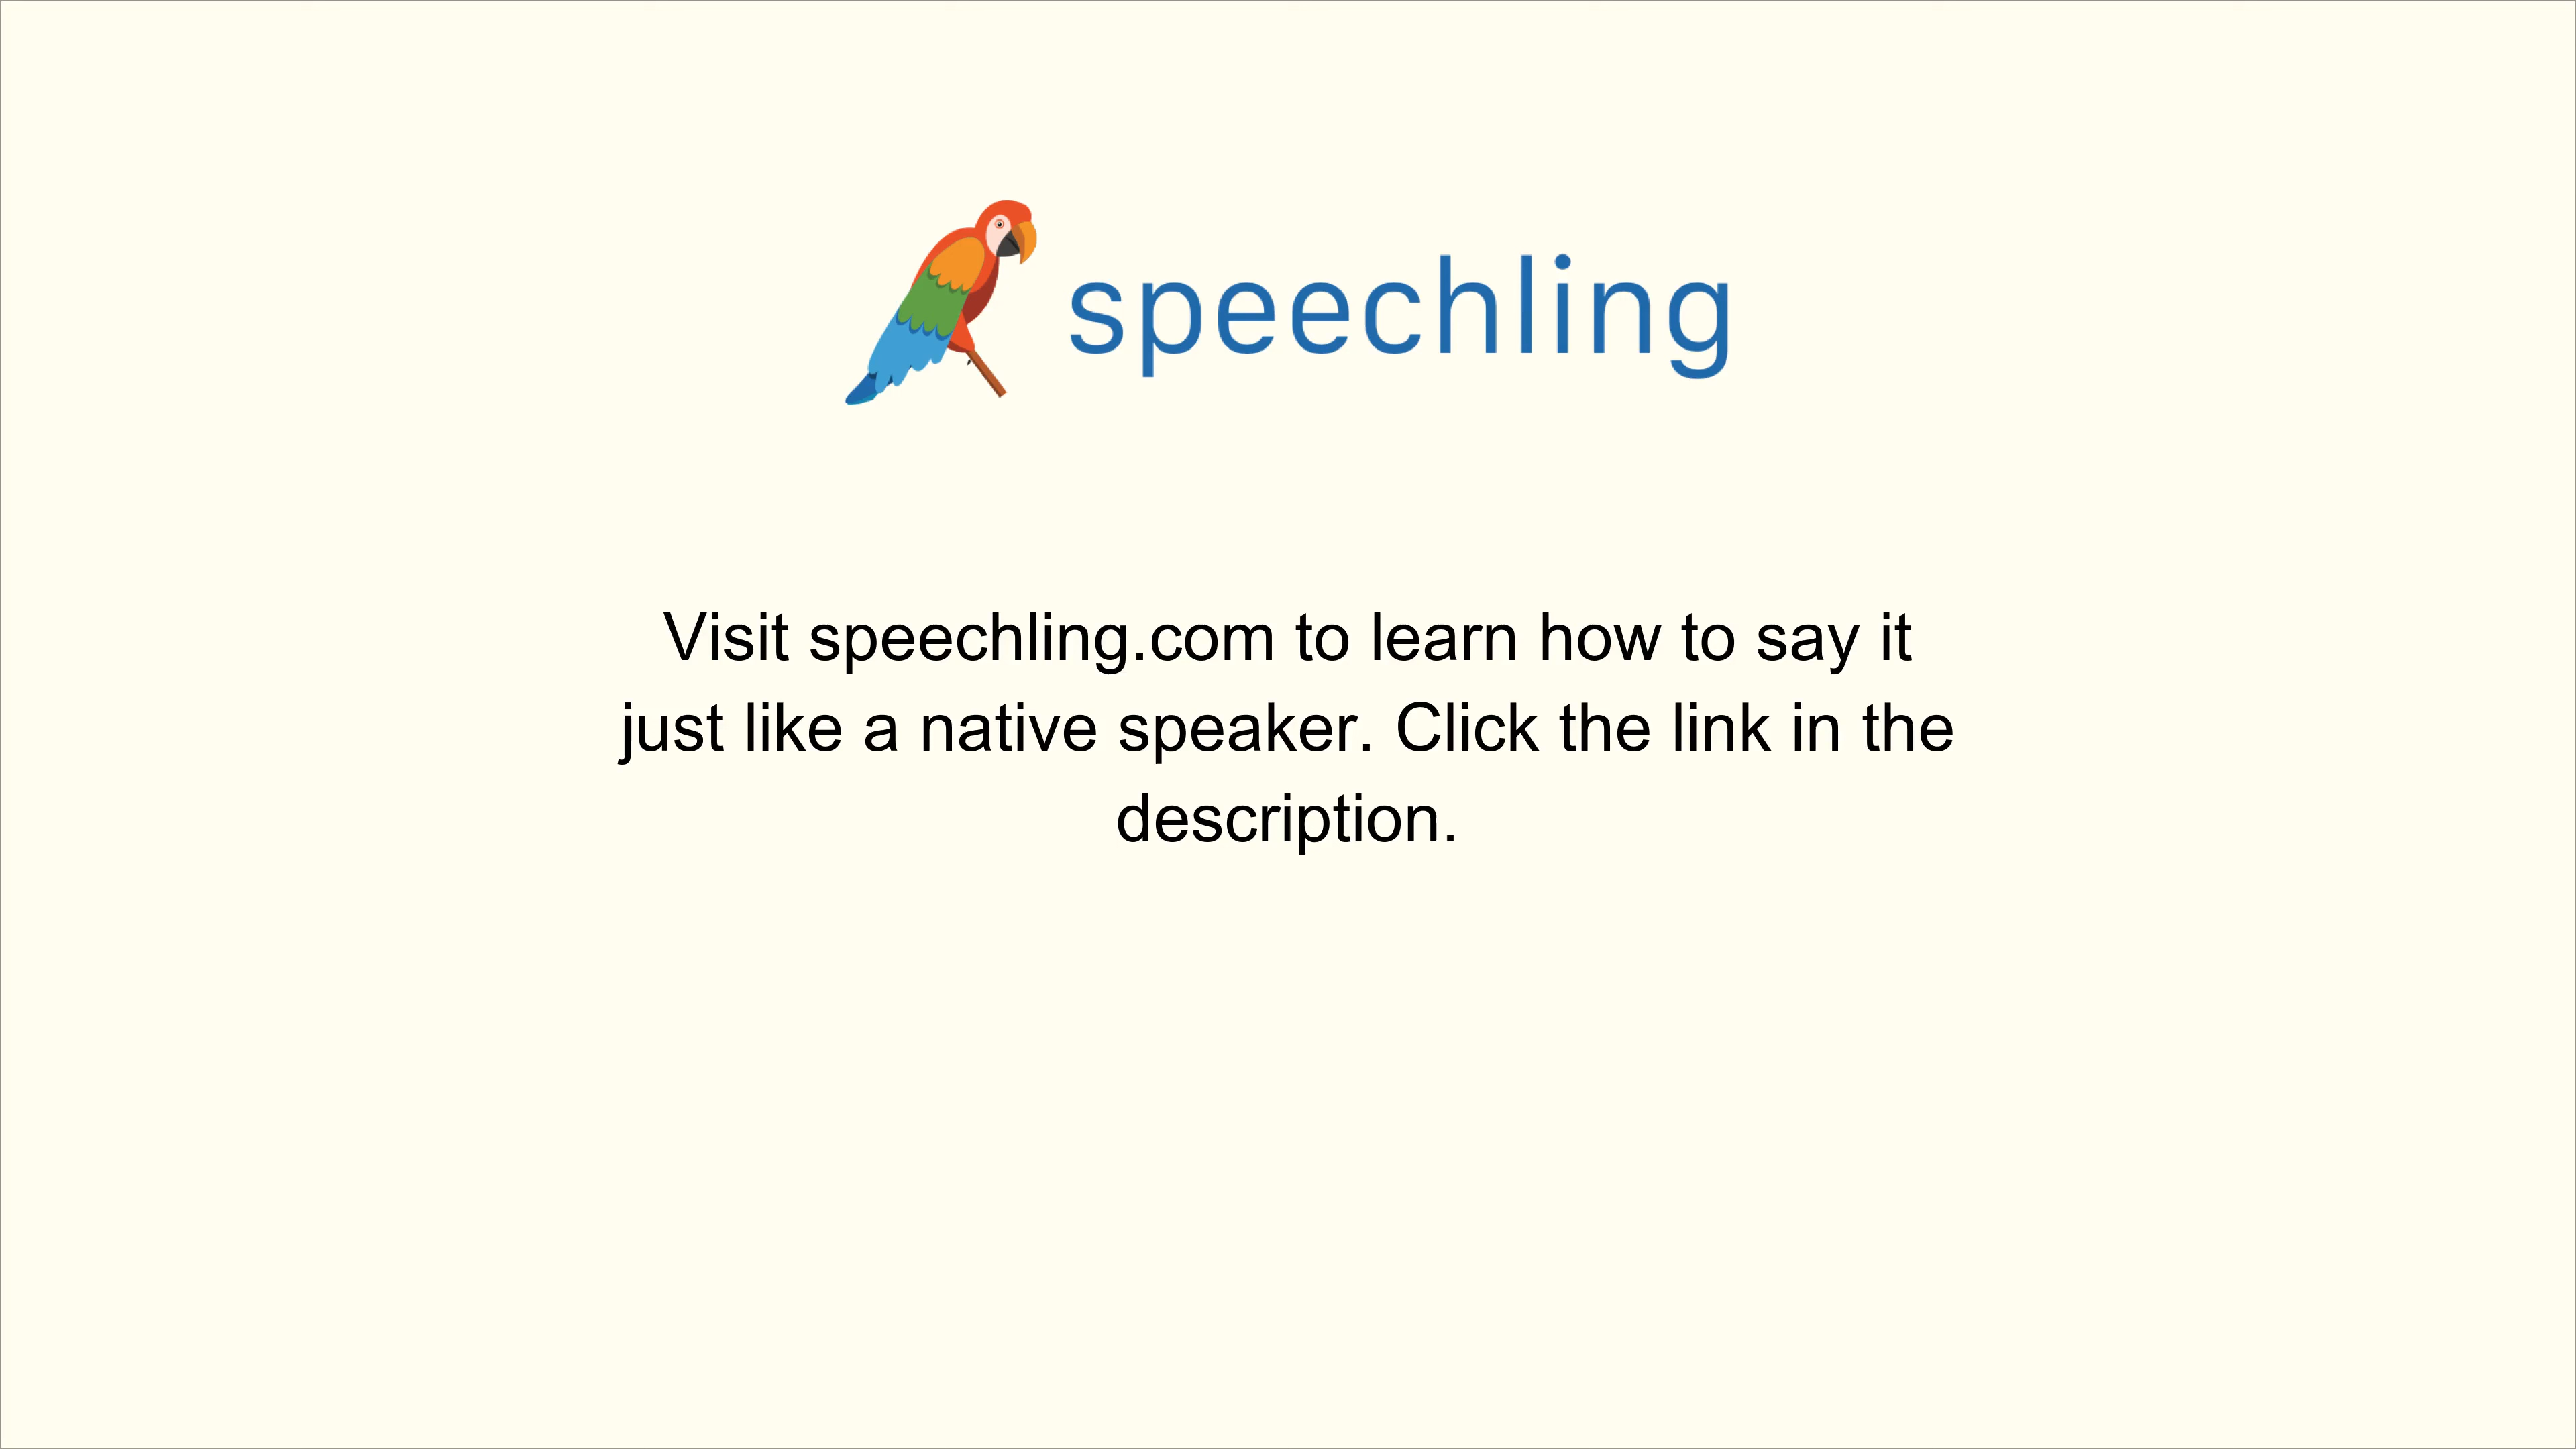 speechling
Visit speechling.com to learn how to say it
just like a native speaker. Click the link in the
description.